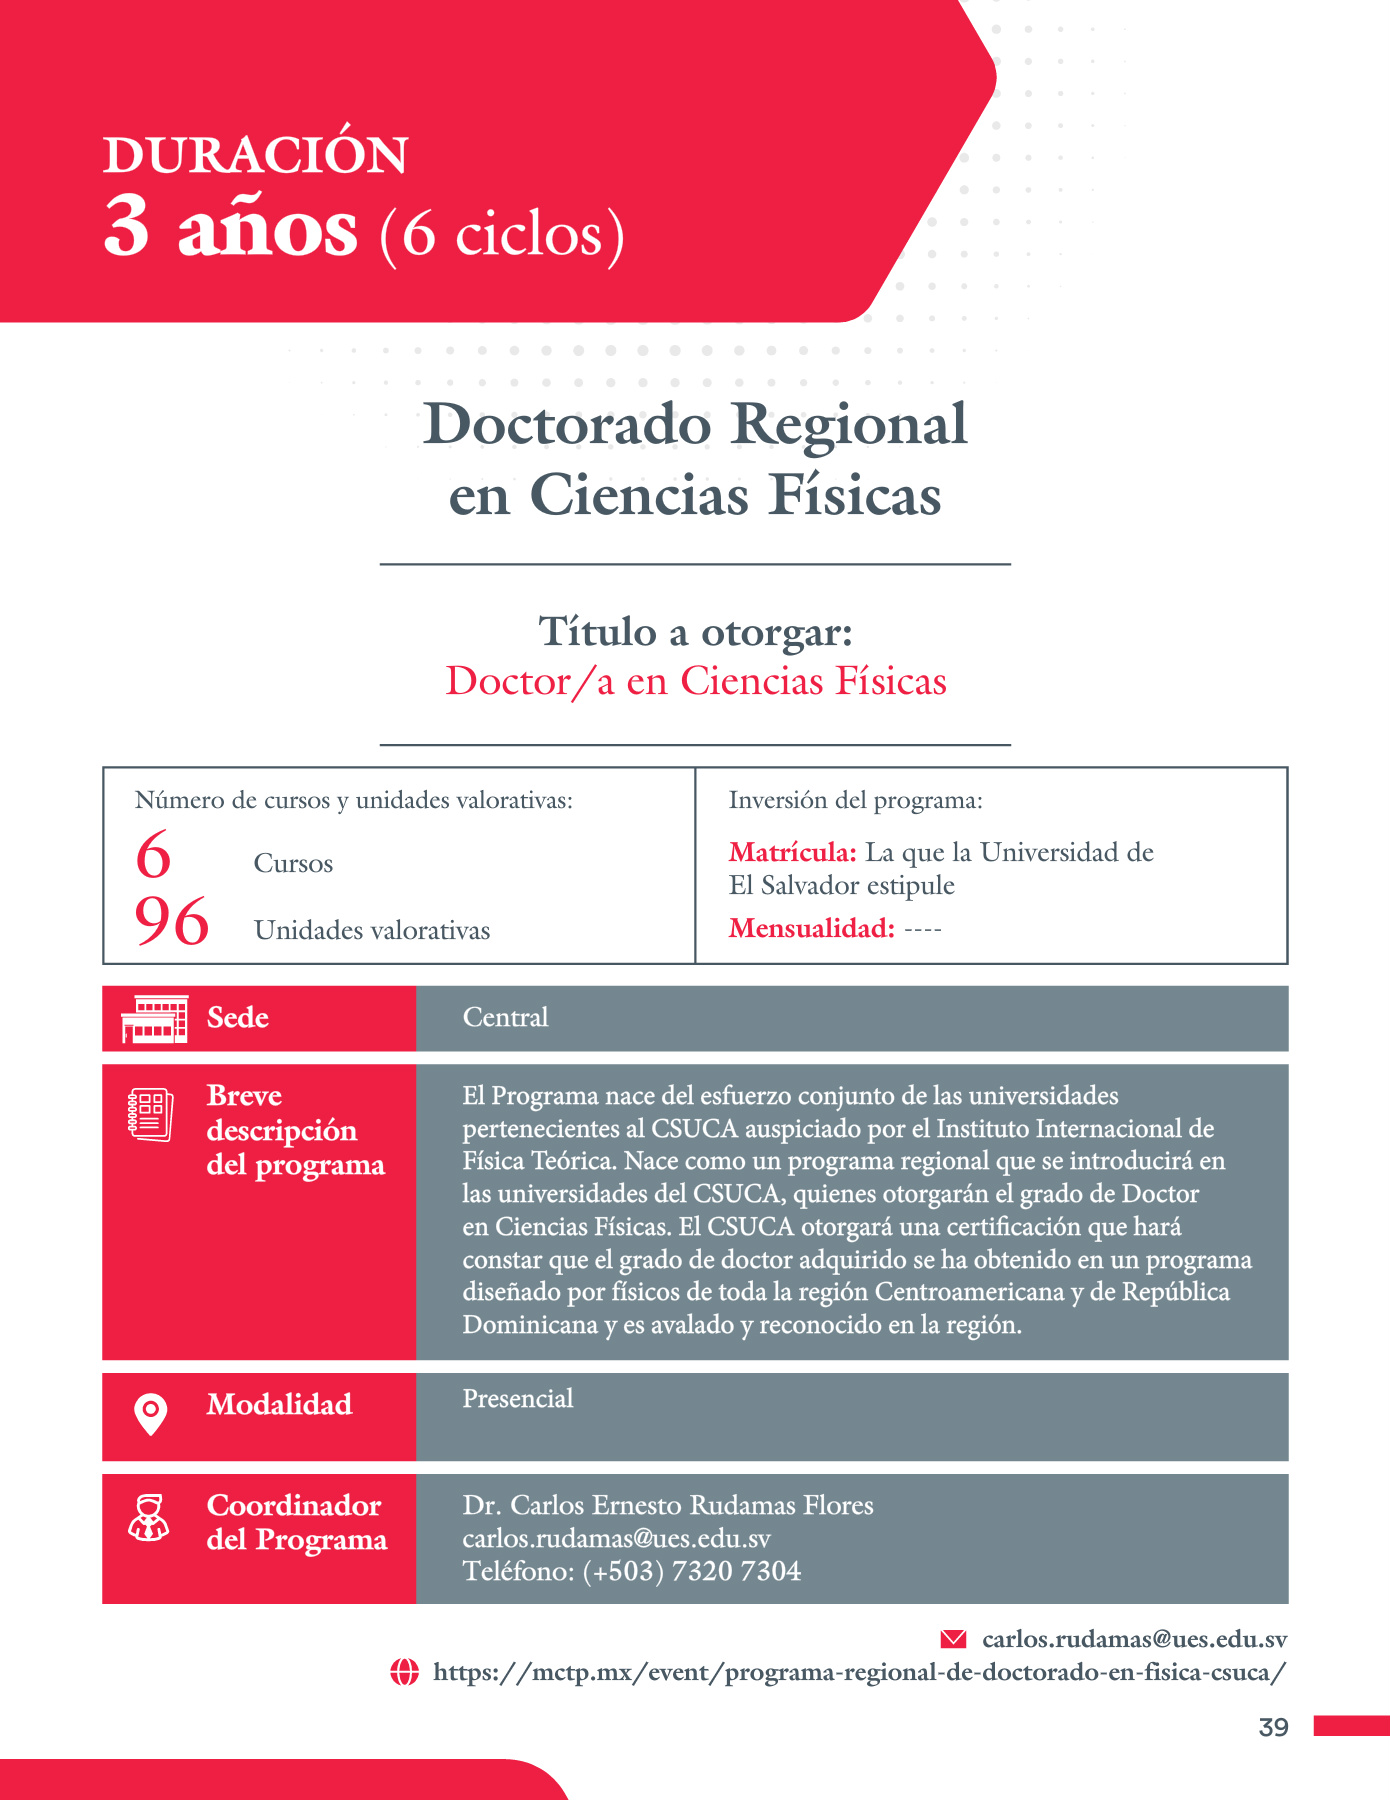 DURACIÓN
3 años (6 ciclos)
Doctorado Regional
en Ciencias Físicas
Título a otorgar:
Doctor/a en Ciencias Físicas
Número de cursos y unidades valorativas:
6 Cursos
96 Unidades valorativas
Inversión del programa:
Matrícula: La que la Universidad de
El Salvador estipule
Mensualidad: ----
Sede
Central
Breve
descripción
del programa
El Programa nace del esfuerzo conjunto de las universidades
pertenecientes al CSUCA auspiciado por el Instituto Internacional de
Física Teórica. Nace como un programa regional que se introducirá en
las universidades del CSUCA, quienes otorgarán el grado de Doctor
en Ciencias Físicas. El CSUCA otorgará una certificación que hará
constar que el grado de doctor adquirido se ha obtenido en un programa
diseñado por físicos de toda la región Centroamericana y de República
Dominicana y es avalado y reconocido en la región.
Modalidad
Presencial
Coordinador
del Programa
Dr. Carlos Ernesto Rudamas Flores
carlos.rudamas@ues.edu.sv
Teléfono: (+503) 7320 7304
carlos.rudamas@ues.edu.sv
https://mctp.mx/event/programa-regional-de-doctorado-en-fisica-csuca/
39